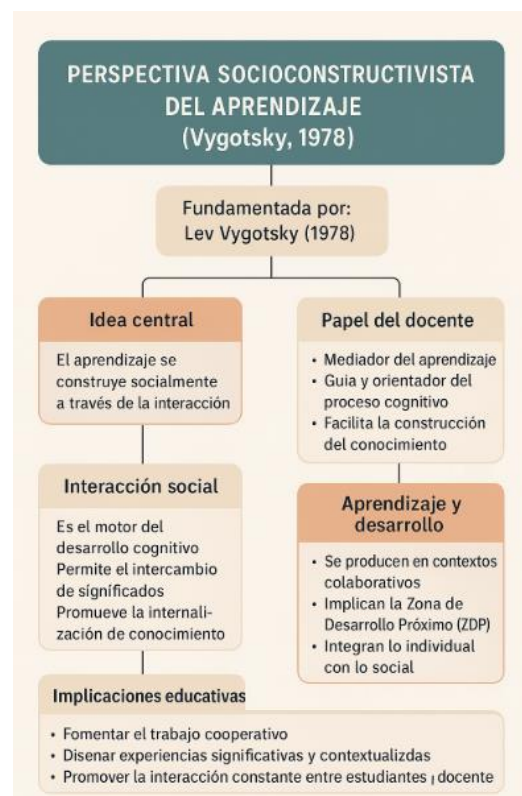 PERSPECTIVA SOCIOCONSTRUCTIVISTA
DEL APRENDIZAJE
(Vygotsky, 1978)
Fundamentada por:
Lev Vygotsky (1978)
Idea central
El aprendizaje se
construye socialmente
a través de la interacción
Interacción social
Es el motor del
desarrollo cognitivo
Permite el intercambio
de significados
Promueve la internali-
zación de conocimiento
Papel del docente
• Mediador del aprendizaje
• Guia y orientador del
proceso cognitivo
• Facilita la construcción
del conocimiento
Aprendizaje y
desarrollo
• Se producen en contextos
colaborativos
• Implican la Zona de
Desarrollo Próximo (ZDP)
• Integran lo individual
con lo social
Implicaciones educativas
• Fomentar el trabajo cooperativo
• Disenar experiencias significativas y contextualizdas
• Promover la interacción constante entre estudiantes ¡ docente